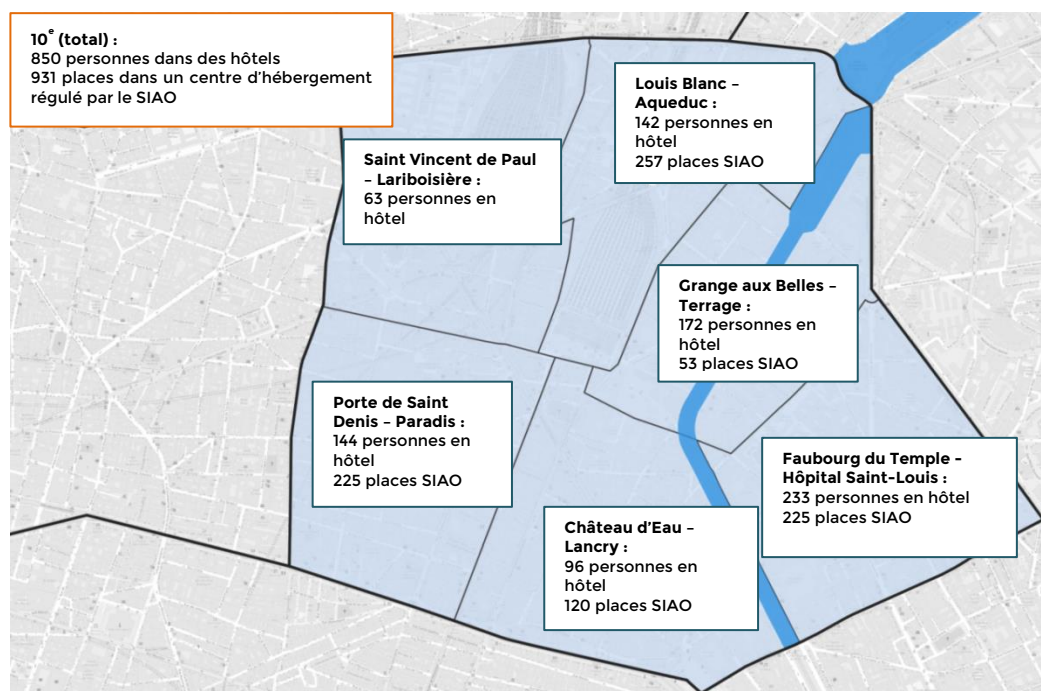 10e (total) :
850 personnes dans des hôtels
931 places dans un centre d'hébergement
régulé par le SIAO
Louis Blanc –
Aqueduc :
142 personnes en
hôtel
257 places SIAO
Saint Vincent de Paul
– Lariboisière :
63 personnes en
hôtel
Grange aux Belles –
Terrage :
172 personnes en
hôtel
53 places SIAO
Porte de Saint
Denis – Paradis :
144 personnes en
hôtel
225 places SIAO
Faubourg du Temple -
Hôpital Saint-Louis :
233 personnes en hôtel
225 places SIAO
Château d'Eau –
Lancry :
96 personnes en
hôtel
120 places SIAO